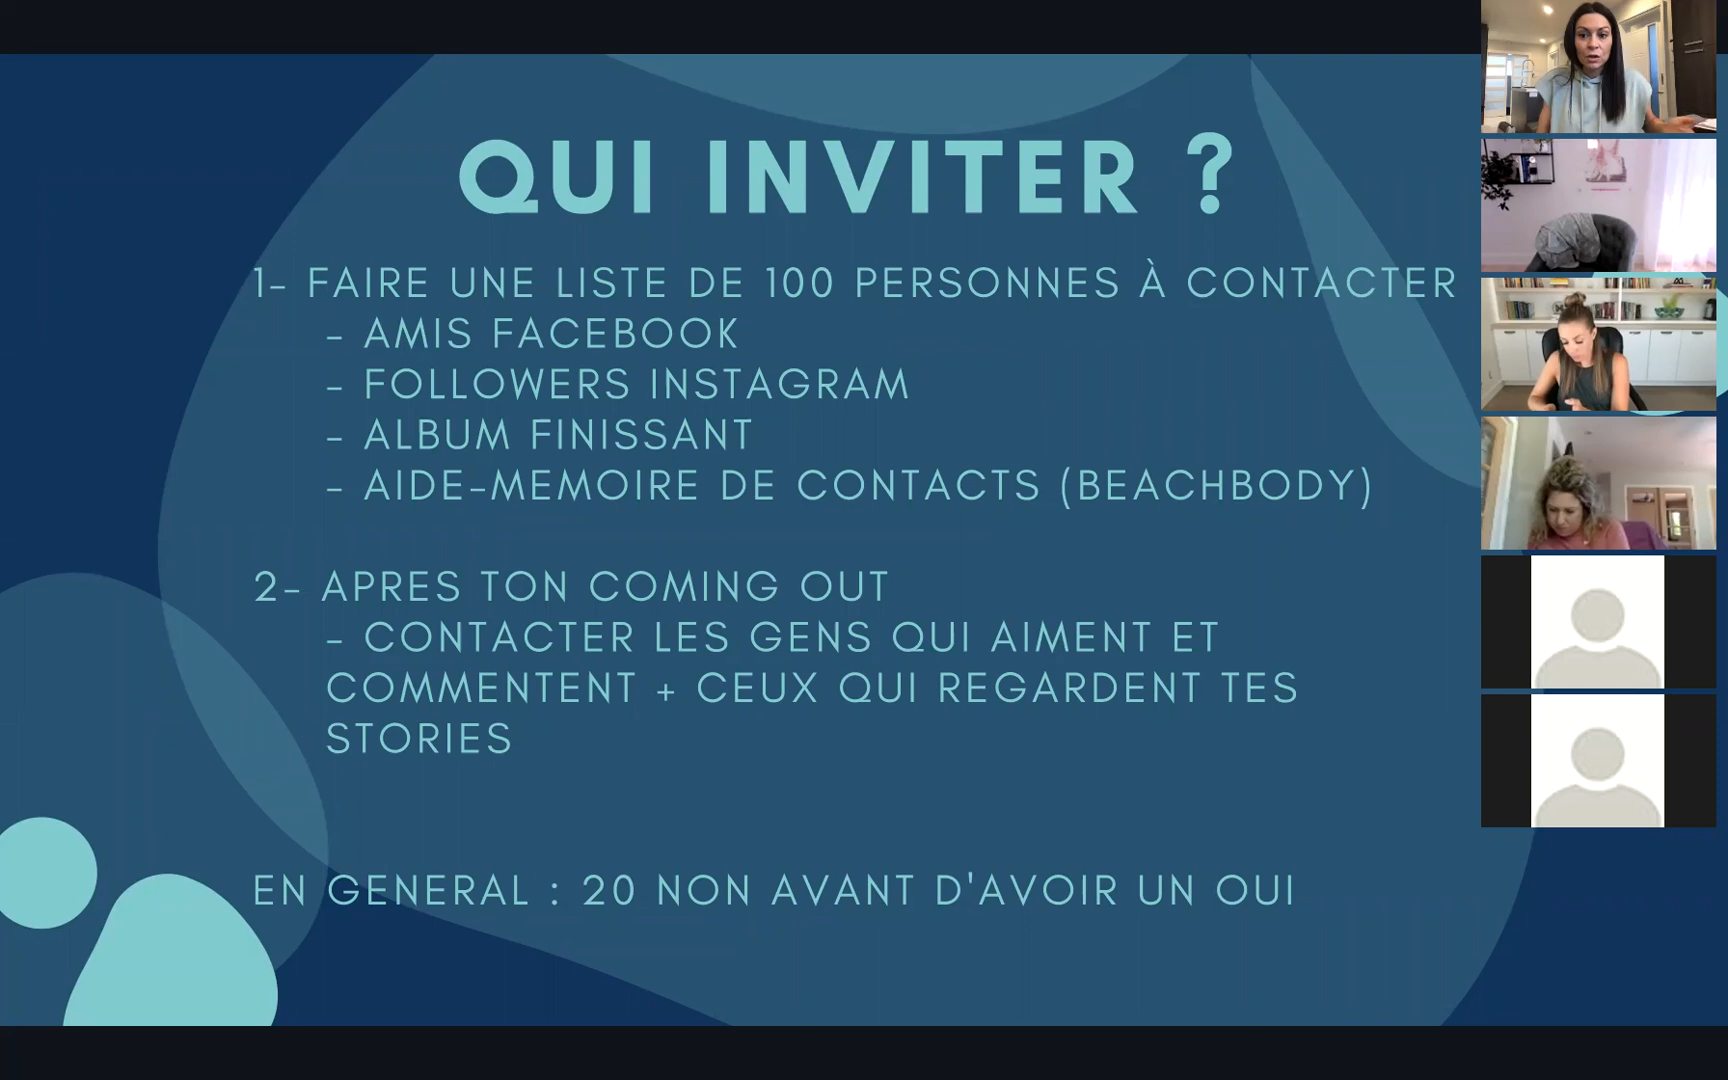 QUI INVITER ?
1- FAIRE UNE LISTE DE 100 PERSONNES À CONTACTER
- AMIS FACEBOOK
- FOLLOWERS INSTAGRAM
- ALBUM FINISSANT
- AIDE-MEMOIRE DE CONTACTS (BEACHBODY)
2- APRES TON COMING OUT
- CONTACTER LES GENS QUI AIMENT ET
COMMENTENT + CEUX QUI REGARDENT TES
STORIES
EN GENERAL : 20 NON AVANT D'AVOIR UN OUI